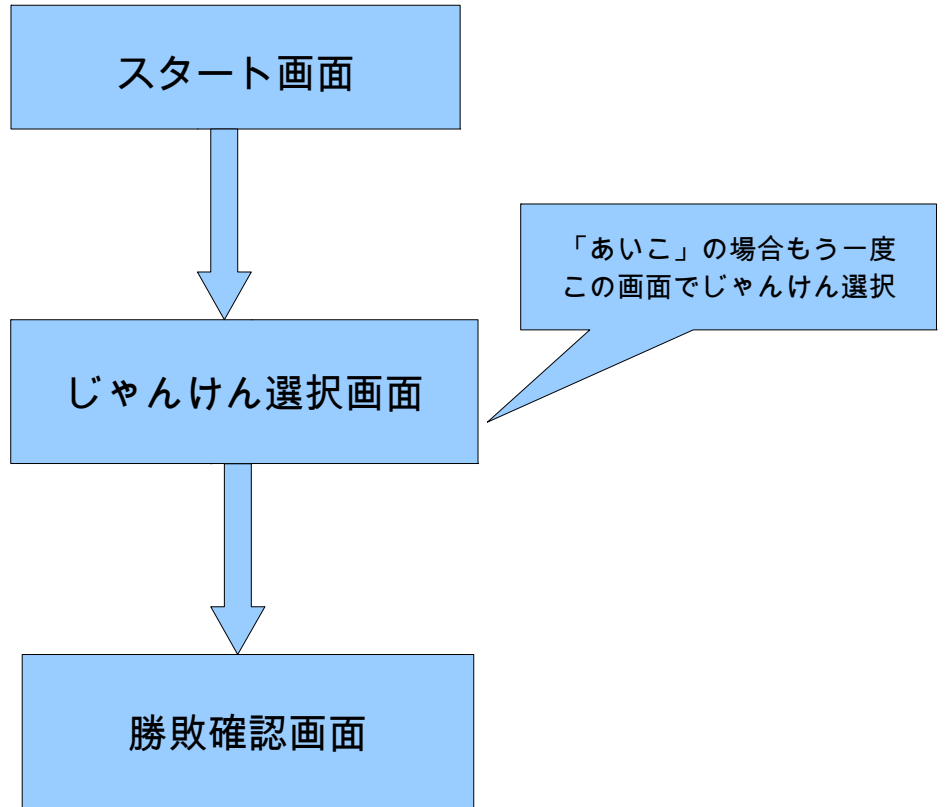 スタート画面
「あいこ」の場合もう一度
この画面でじゃんけん選択
じゃんけん選択画面
勝敗確認画面